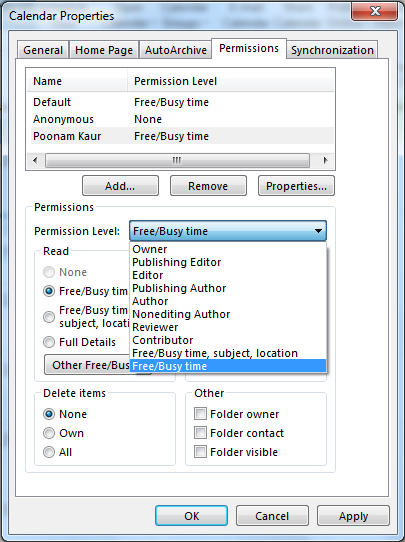 Calendar Properties
General Home Page AutoArchive Permissions Synchronization
Name Permission Level
Default Free/Busy time
Anonymous None
Poonam Kaur Free/Busy time
Add... Remove Properties...
Permissions
Permission Level: Free/Busy time
Owner
Publishing Editor
Editor
Publishing Author
Author
Nonediting Author
Reviewer
Contributor
Free/Busy time, subject, location
Free/Busy time
Read
None
Free/Busy tim
Free/Busy tim
subject, locatio
Full Details
Other Free/Bus
Delete items
None
Own
All
Other
Folder owner
Folder contact
Folder visible
OK Cancel Apply